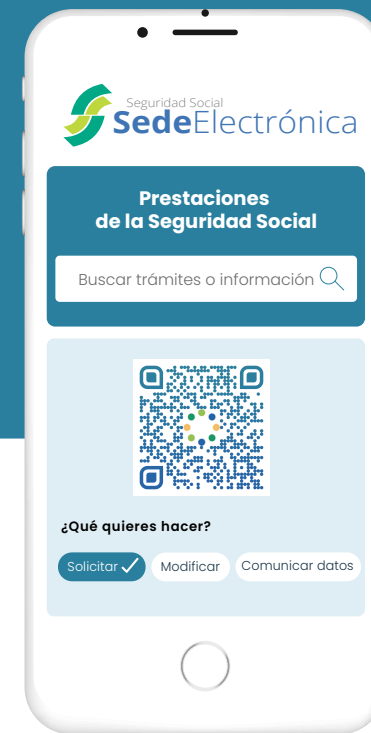 Seguridad Social
SedeElectrónica
Prestaciones
de la Seguridad Social
Buscar trámites o información
¿Qué quieres hacer?
Solicitar
Modificar
Comunicar datos